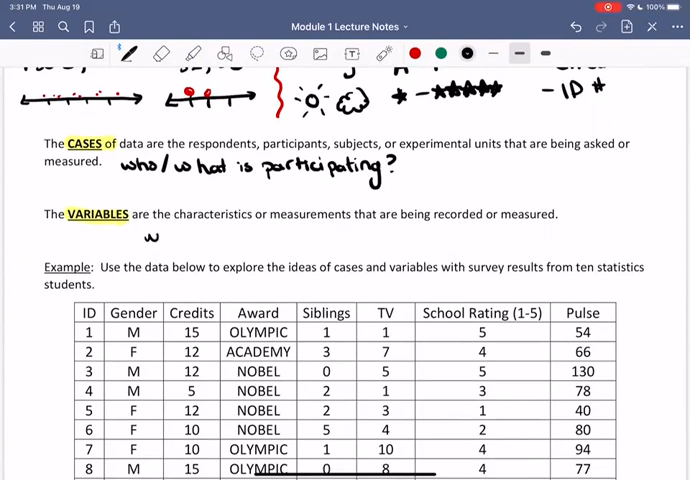 3:31 PM Thu Aug 19
100%
Module 1 Lecture Notes
- ID #
The CASES of data are the respondents, participants, subjects, or experimental units that are being asked or
measured. who/what is participating?
The VARIABLES are the characteristics or measurements that are being recorded or measured.
w
Example: Use the data below to explore the ideas of cases and variables with survey results from ten statistics
students.
ID Gender Credits Award Siblings TV School Rating (1-5) Pulse
1 M 15 OLYMPIC 1 1 5 54
2 F 12 ACADEMY 3 7 4 66
3 M 12 NOBEL 0 5 5 130
4 M 5 NOBEL 2 1 3 78
5 F 12 NOBEL 2 3 1 40
6 F 10 NOBEL 5 4 2 80
7 F 10 OLYMPIC 1 10 4 94
8 M 15 OLYMPIC 0 8 4 77